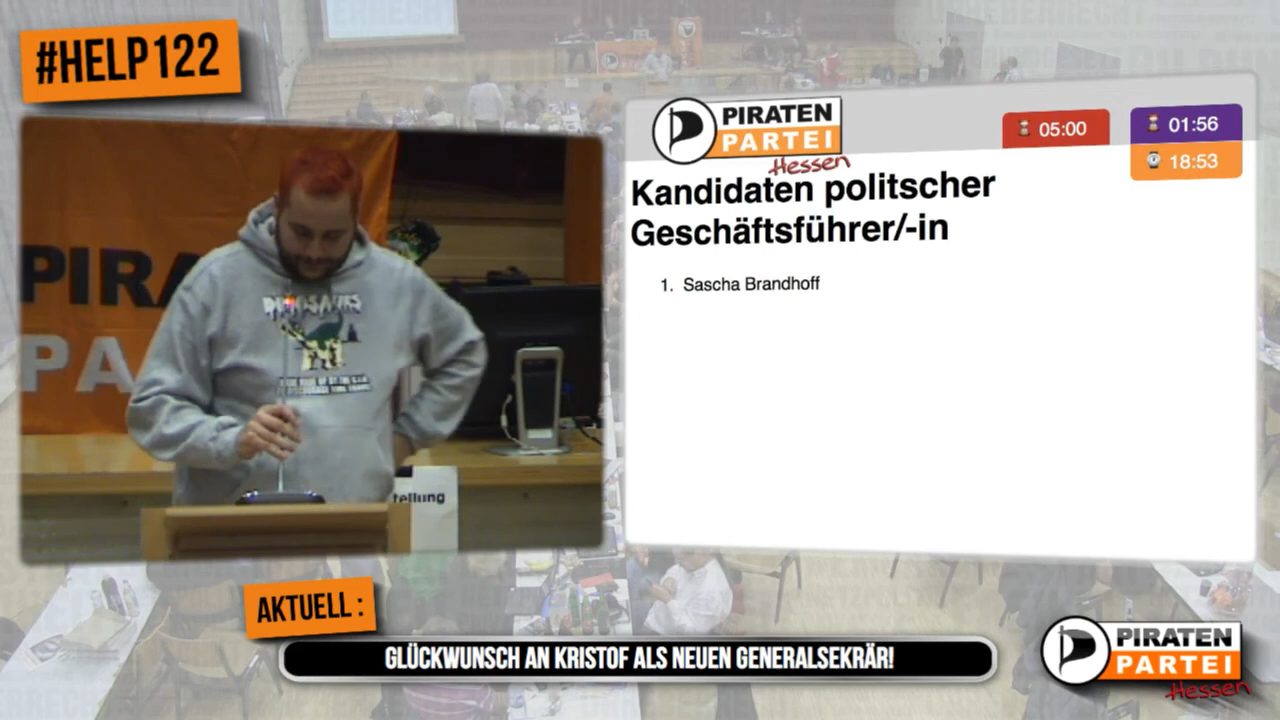 #HELP122
PIRATEN
PARTEI
Hessen
05:00
01:56
18:53
Kandidaten politscher
Geschäftsführer/-in
1. Sascha Brandhoff
PIRA
PA
DINOSAURS
tellung
AKTUELL :
GLÜCKWUNSCH AN KRISTOF ALS NEUEN GENERALSEKRÄR!
PIRATEN
PARTEI
Hessen